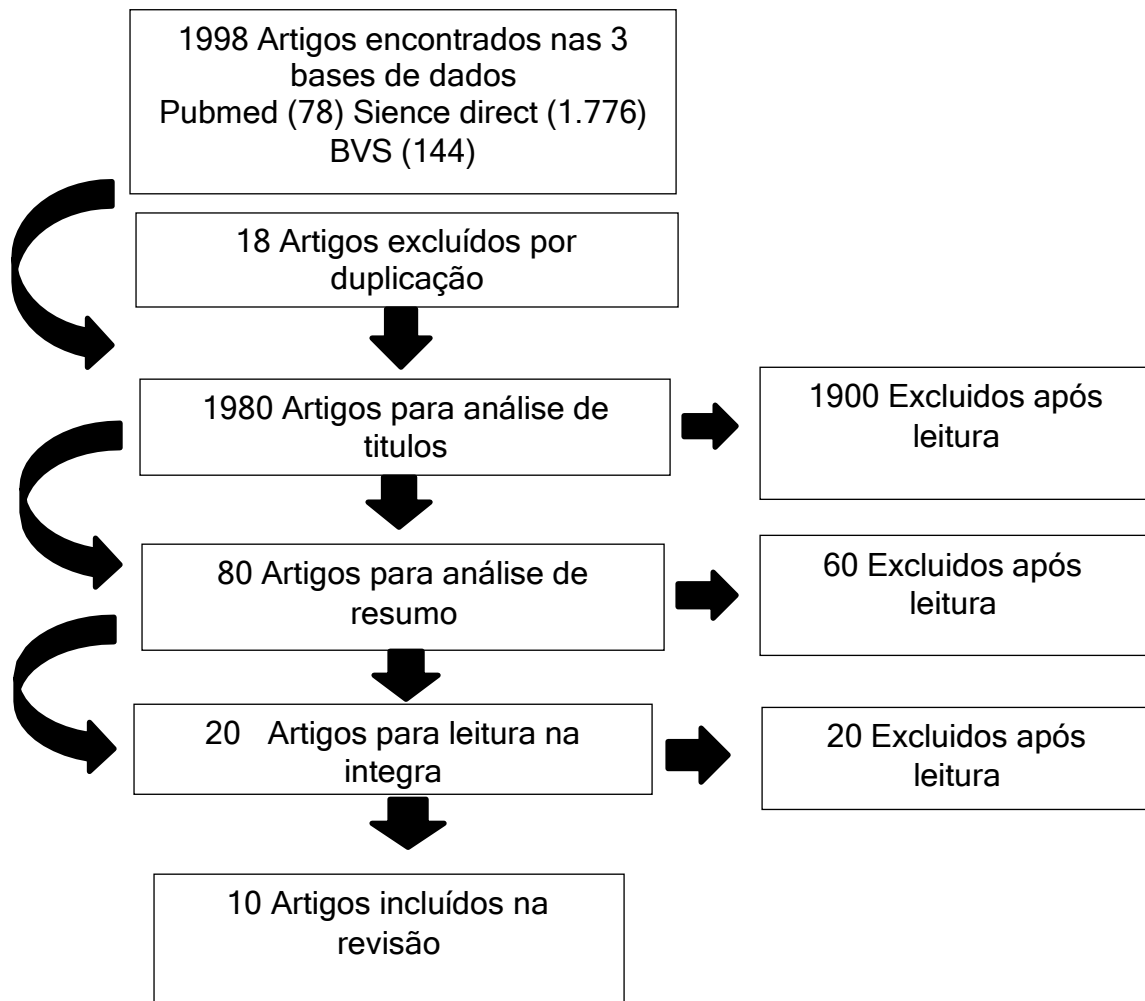 1998 Artigos encontrados nas 3
bases de dados
Pubmed (78) Sience direct (1.776)
BVS (144)
18 Artigos excluídos por
duplicação
1980 Artigos para análise de
titulos
1900 Excluidos após
leitura
80 Artigos para análise de
resumo
60 Excluidos após
leitura
20 Artigos para leitura na
integra
20 Excluidos após
leitura
10 Artigos incluídos na
revisão